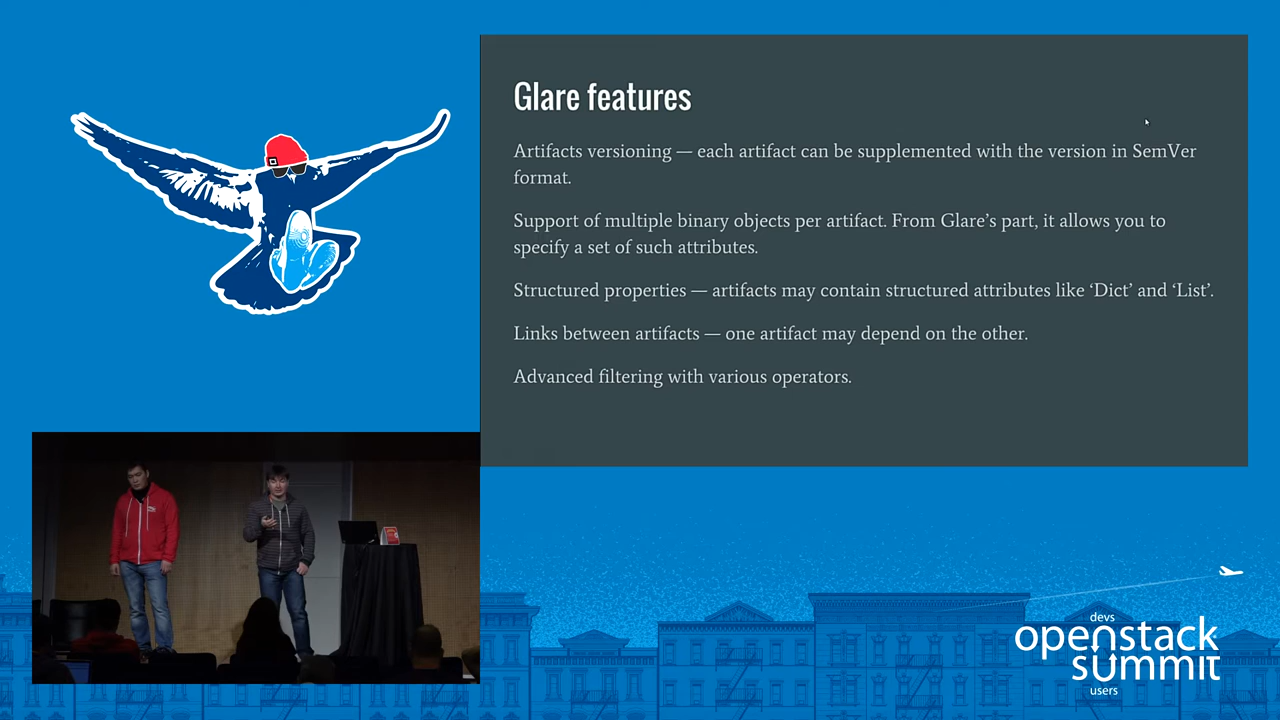 Glare features
Artifacts versioning — each artifact can be supplemented with the version in SemVer
format.
Support of multiple binary objects per artifact. From Glare’s part, it allows you to
specify a set of such attributes.
Structured properties — artifacts may contain structured attributes like ‘Dict’ and ‘List’.
Links between artifacts — one artifact may depend on the other.
Advanced filtering with various operators.
devs
openstack
summit
users